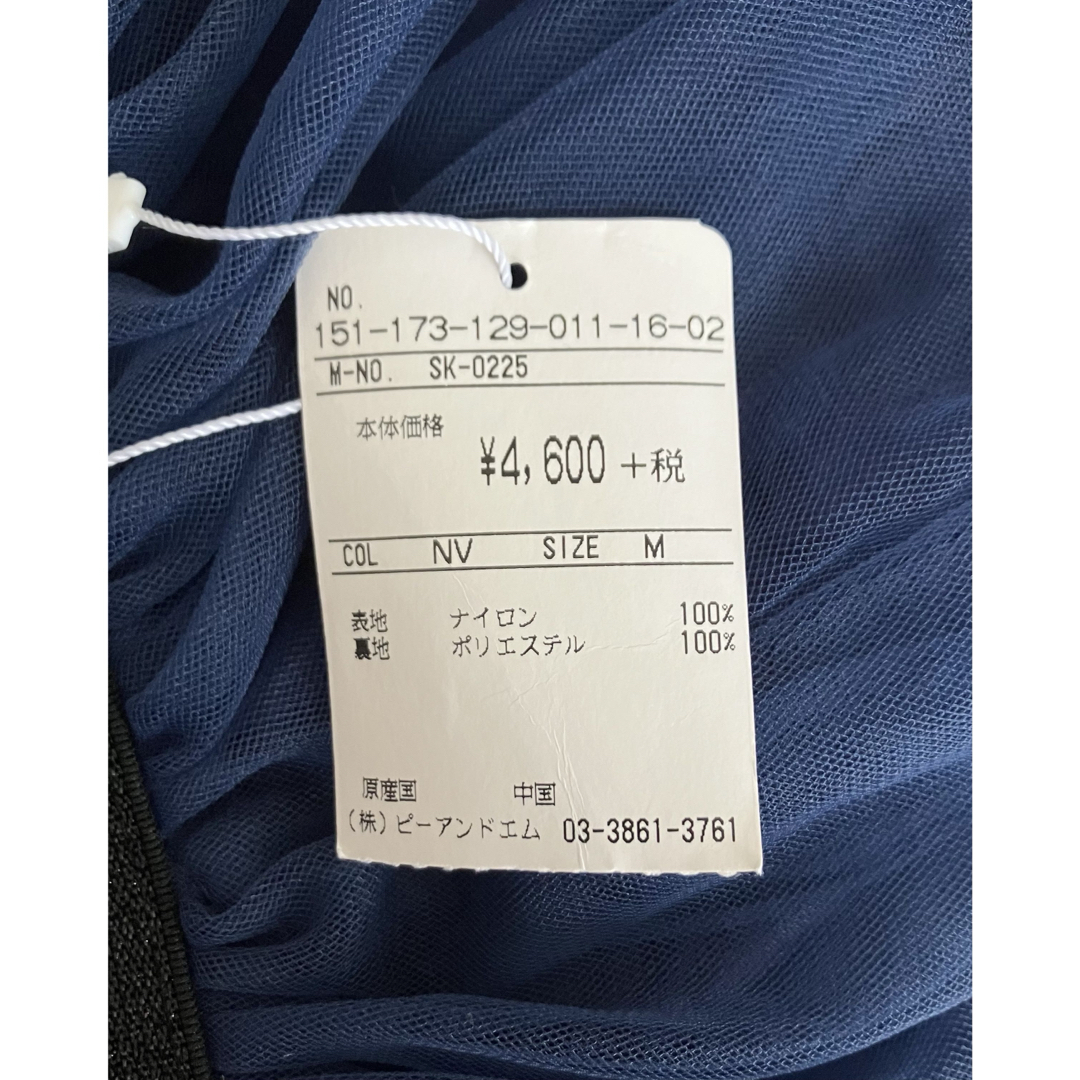 NO.
151-173-129-011-16-02
M-NO. SK-0225
本体価格
¥4,600 +税
COL NV SIZE M
表地 ナイロン 100%
裏地 ポリエステル 100%
原産国 中国
(株)ピーアンドエム 03-3861-3761